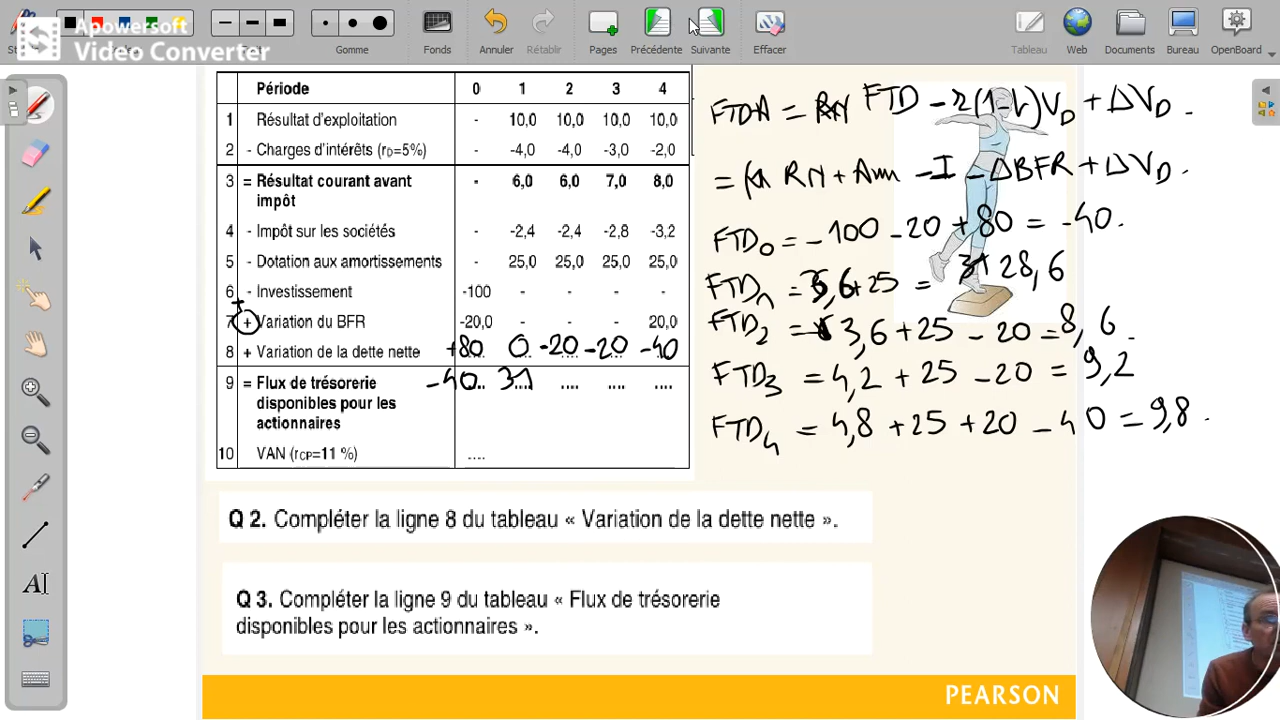 Apowersoft
Video Converter
Gomme
Fonds
Annuler
Rétablir
Pages
Précédente
Suivante
Effacer
Tableau
Web
Documents
Bureau
OpenBoard
Période 0 1 2 3 4
1 Résultat d'exploitation - 10,0 10,0 10,0 10,0
2 - Charges d'intérêts (rD=5%) - -4,0 -4,0 -3,0 -2,0
3 = Résultat courant avant - 6,0 6,0 7,0 8,0
impôt
4 - Impôt sur les sociétés - -2,4 -2,4 -2,8 -3,2
5 - Dotation aux amortissements - 25,0 25,0 25,0 25,0
6 - Investissement -100 - - - -
7 + Variation du BFR -20,0 - - - 20,0
8 + Variation de la dette nette +80 0 -20 -20 -40
9 = Flux de trésorerie -40 31 .... .... ....
disponibles pour les
actionnaires
10 VAN (rCP=11 %) ....
FTDA = FTD - r(1-t)VD + ΔVD.
= RN + Am - I - ΔBFR + ΔVD.
FTD0 = -100 - 20 + 80 = -40.
FTD1 = 3,6 + 25 = 28,6
FTD2 = 3,6 + 25 - 20 = 8,6.
FTD3 = 4,2 + 25 - 20 = 9,2
FTD4 = 4,8 + 25 + 20 - 40 = 9,8.
Q 2. Compléter la ligne 8 du tableau « Variation de la dette nette ».
Q 3. Compléter la ligne 9 du tableau « Flux de trésorerie
disponibles pour les actionnaires ».
PEARSON